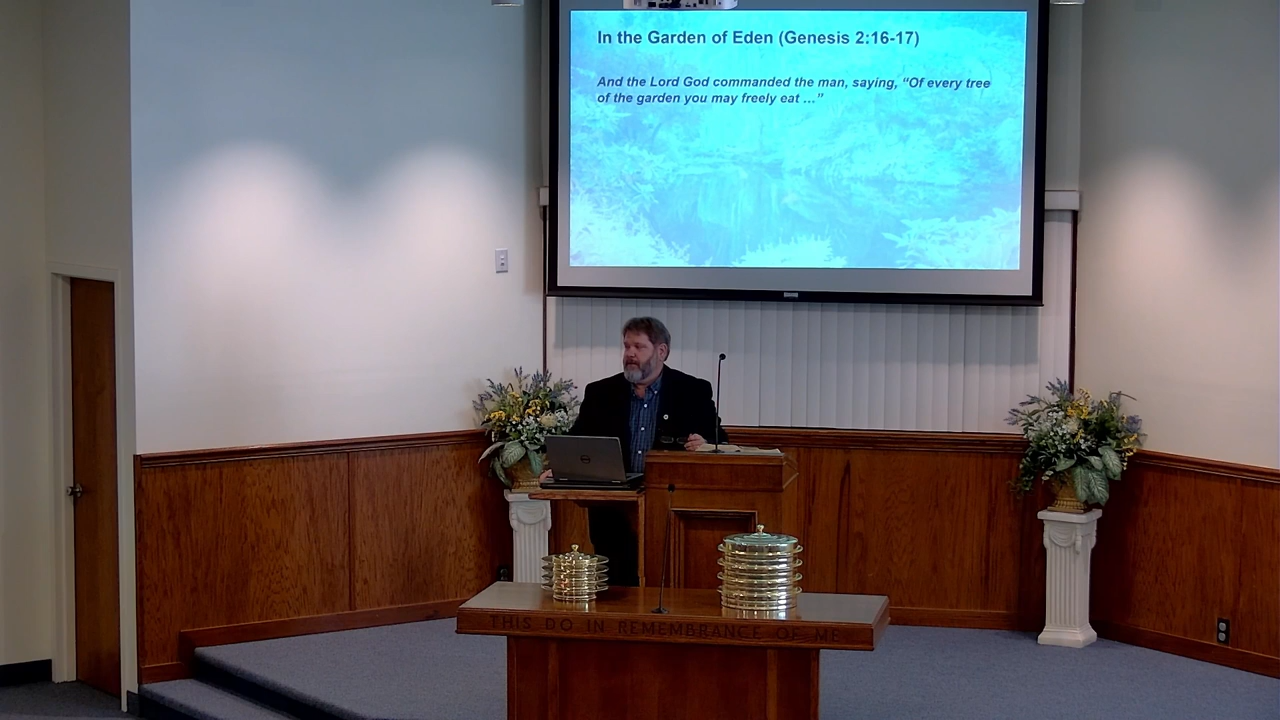 In the Garden of Eden (Genesis 2:16-17)
And the Lord God commanded the man, saying, “Of every tree
of the garden you may freely eat …”
THIS DO IN REMEMBRANCE OF ME